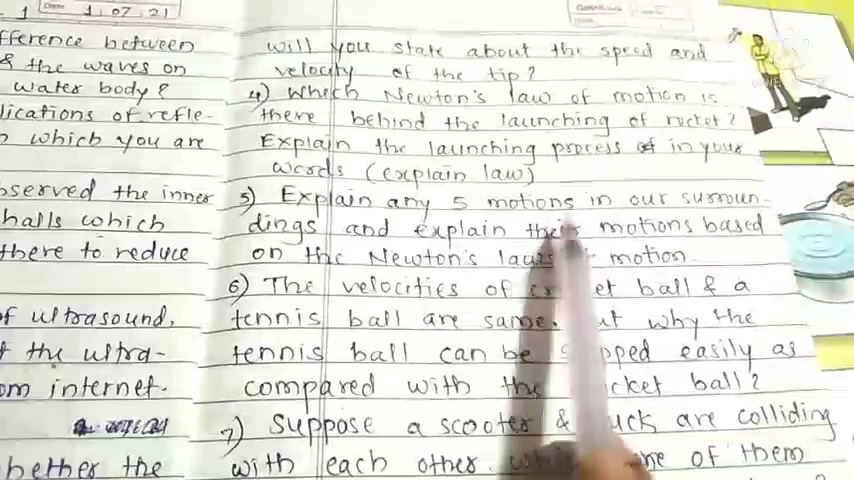 1
Date 1.07.21
fference between
& the waves on
water body?
lications of refle-
which you are
bserved the inner
halls which
there to reduce
of ultrasound,
the ultra-
om internet.
hether the
will you state about the speed and
velocity of the tip?
4) Which Newton's law of motion is
there behind the launching of rocket?
Explain the launching process of in your
words (explain law)
5) Explain any 5 motions in our surroun-
dings and explain their motions based
on the Newton's laws motion.
6) The velocities of ball & a
tennis ball are same. but why the
tennis ball can be easily as
compared with the ball?
7) Suppose a scooter & are colliding
with each other. of them